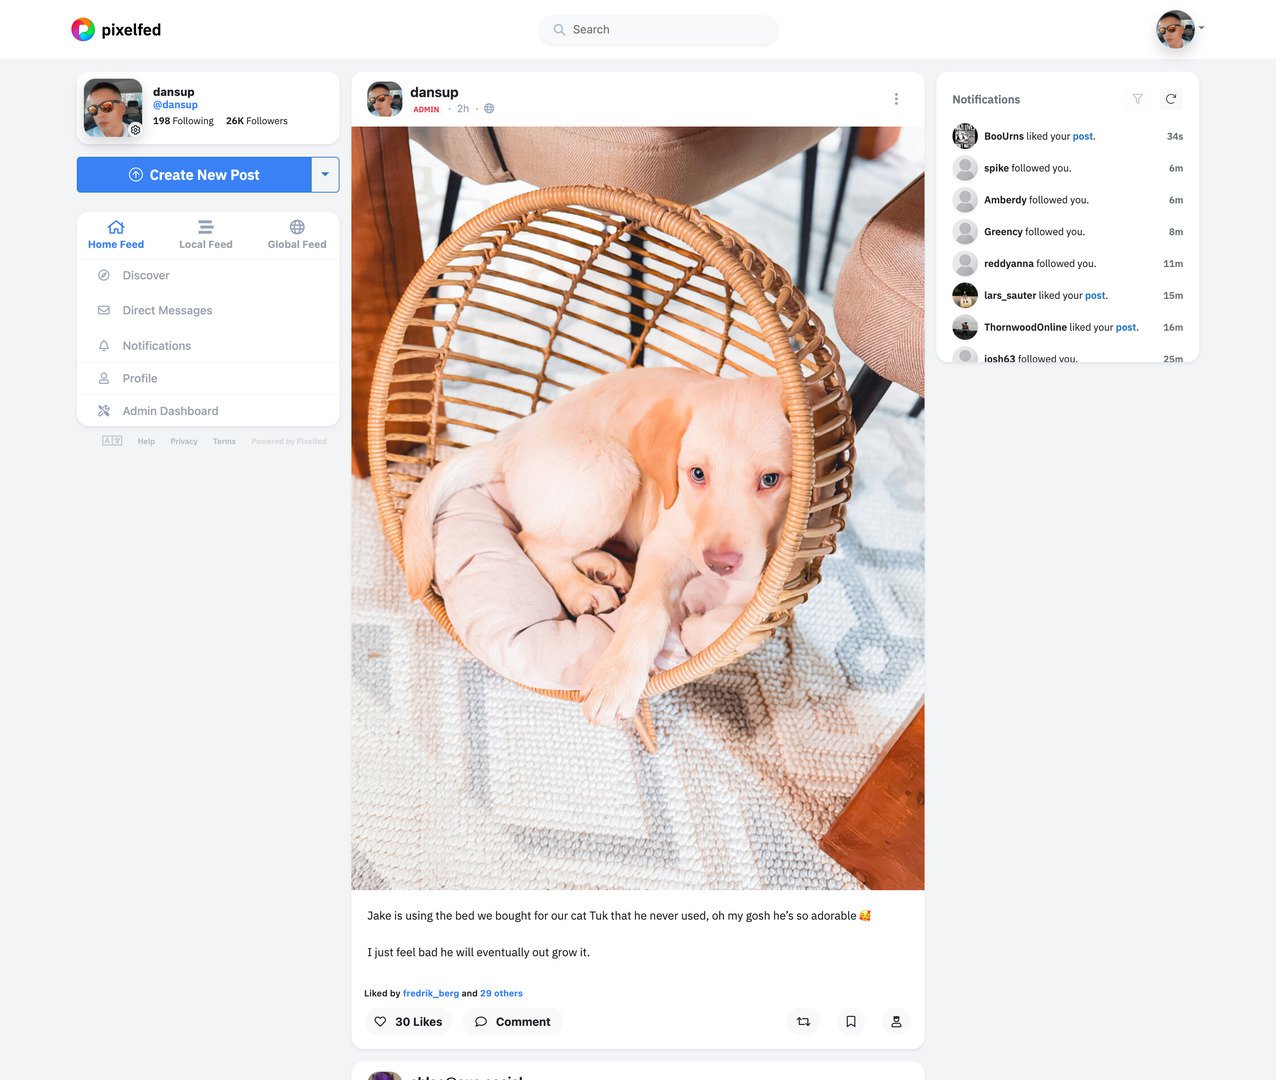 pixelfed
Search
dansup
@dansup
198 Following 26K Followers
Create New Post
Home Feed Local Feed Global Feed
Discover
Direct Messages
Notifications
Profile
Admin Dashboard
Help Privacy Terms Powered by Pixelfed
dansup
ADMIN · 2h ·
Jake is using the bed we bought for our cat Tuk that he never used, oh my gosh he's so adorable 🥰
I just feel bad he will eventually out grow it.
Liked by fredrik_berg and 29 others
30 Likes Comment
Notifications
BooUrns liked your post. 34s
spike followed you. 6m
Amberdy followed you. 6m
Greency followed you. 8m
reddyanna followed you. 11m
lars_sauter liked your post. 15m
ThornwoodOnline liked your post. 16m
josh63 followed you. 25m